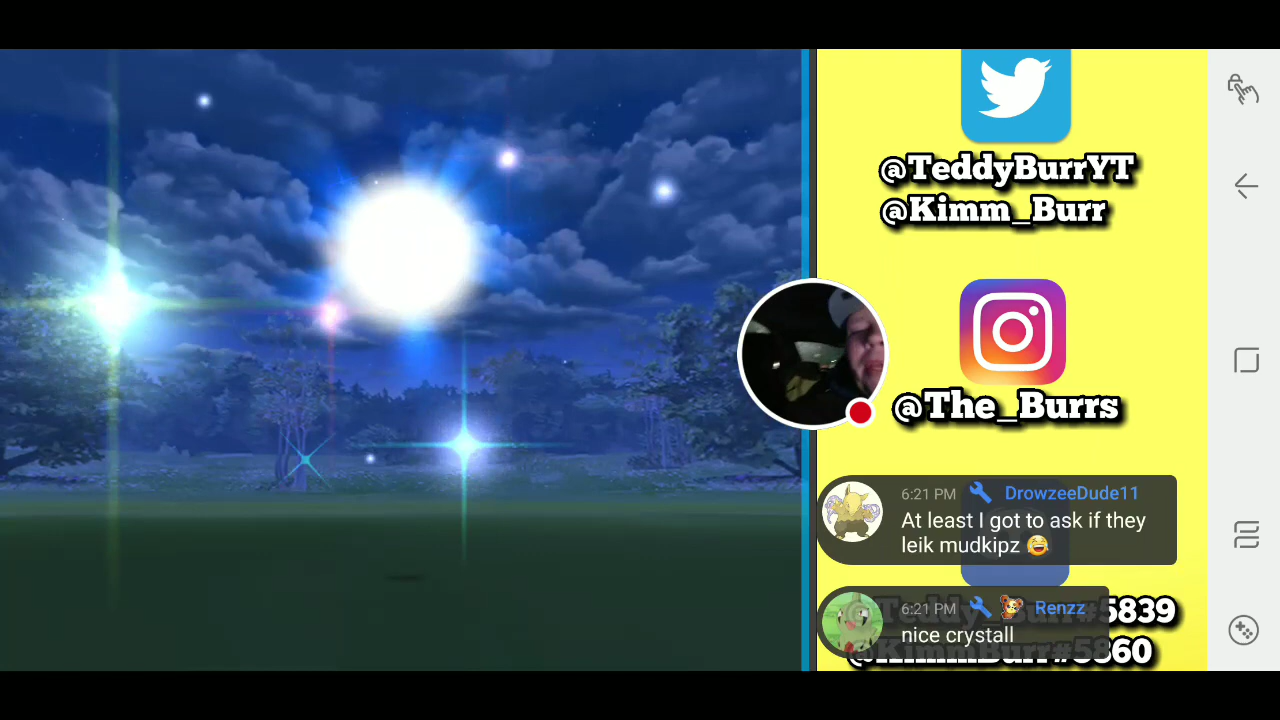 @TeddyBurrYT
@Kimm_Burr
@The_Burrs
6:21 PM DrowzeeDude11
At least I got to ask if they
leik mudkipz 😂
6:21 PM Renzz
nice crystall
@Teddy_Burr#5839
@KimmBurr#5860